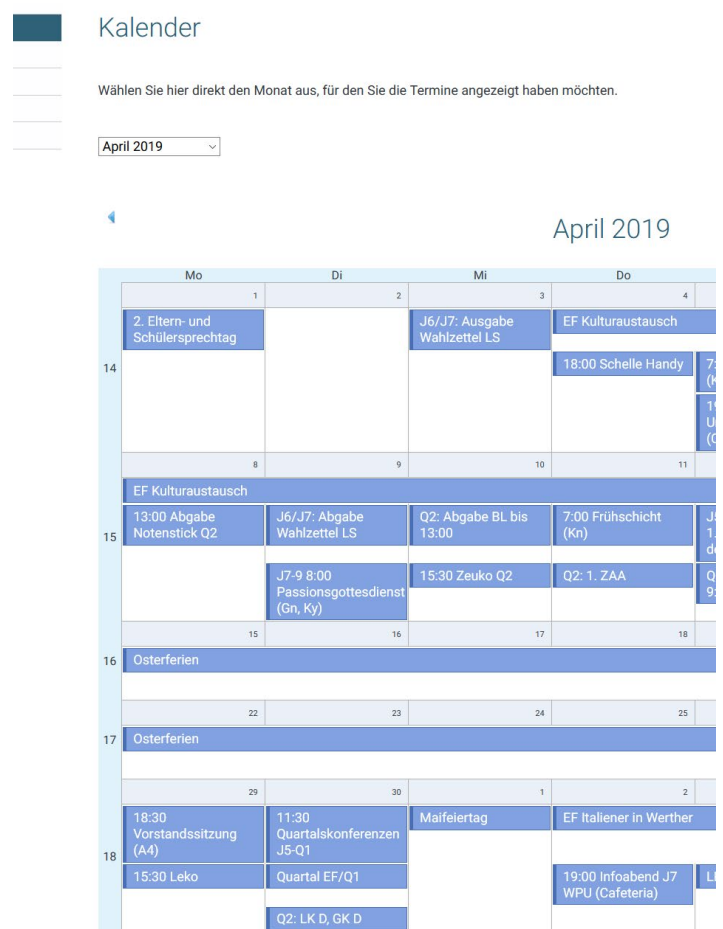 Kalender
Wählen Sie hier direkt den Monat aus, für den Sie die Termine angezeigt haben möchten.
April 2019
April 2019
Mo Di Mi Do
1 2 3 4
14
2. Eltern- und
Schülersprechtag
J6/J7: Ausgabe
Wahlzettel LS
EF Kulturaustausch
18:00 Schelle Handy
8 9 10 11
15
EF Kulturaustausch
13:00 Abgabe
Notenstick Q2
J6/J7: Abgabe
Wahlzettel LS
J7-9 8:00
Passionsgottesdienst
(Gn, Ky)
Q2: Abgabe BL bis
13:00
15:30 Zeuko Q2
7:00 Frühschicht
(Kn)
Q2: 1. ZAA
15 16 17 18
16
Osterferien
22 23 24 25
17
Osterferien
29 30 1 2
18
18:30
Vorstandssitzung
(A4)
15:30 Leko
11:30
Quartalskonferenzen
J5-Q1
Quartal EF/Q1
Q2: LK D, GK D
Maifeiertag
EF Italiener in Werther
19:00 Infoabend J7
WPU (Cafeteria)